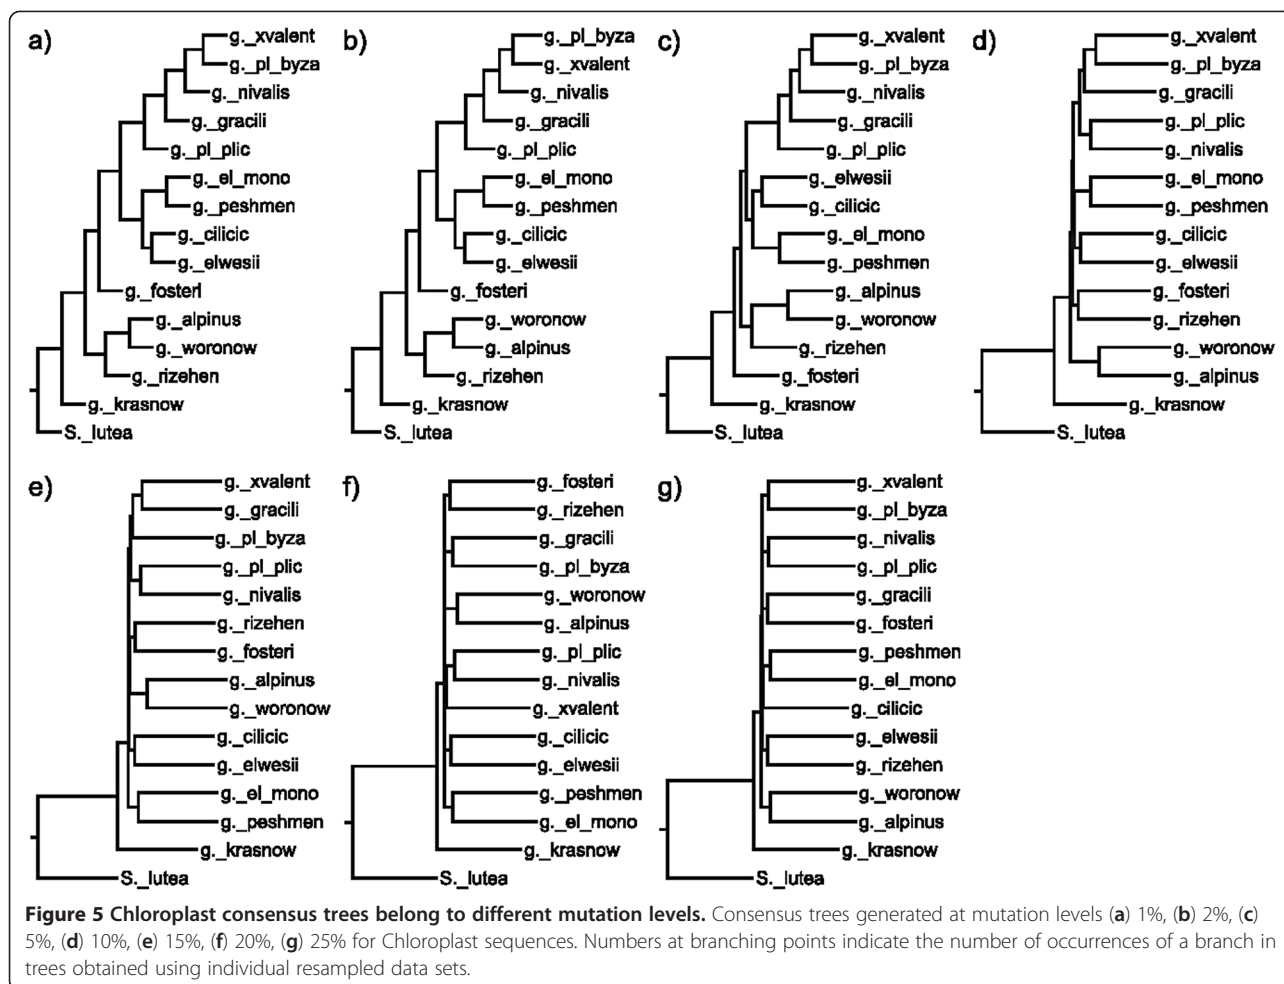 a)
g._xvalent
g._pl_byza
g._nivalis
g._gracili
g._pl_plic
g._el_mono
g._peshmen
g._cilicic
g._elwesii
g._fosteri
g._alpinus
g._woronow
g._rizehen
g._krasnow
S._lutea
b)
g._pl_byza
g._xvalent
g._nivalis
g._gracili
g._pl_plic
g._el_mono
g._peshmen
g._cilicic
g._elwesii
g._fosteri
g._woronow
g._alpinus
g._rizehen
g._krasnow
S._lutea
c)
g._xvalent
g._pl_byza
g._nivalis
g._gracili
g._pl_plic
g._elwesii
g._cilicic
g._el_mono
g._peshmen
g._alpinus
g._woronow
g._rizehen
g._fosteri
g._krasnow
S._lutea
d)
g._xvalent
g._pl_byza
g._gracili
g._pl_plic
g._nivalis
g._el_mono
g._peshmen
g._cilicic
g._elwesii
g._fosteri
g._rizehen
g._woronow
g._alpinus
g._krasnow
S._lutea
e)
g._xvalent
g._gracili
g._pl_byza
g._pl_plic
g._nivalis
g._rizehen
g._fosteri
g._alpinus
g._woronow
g._cilicic
g._elwesii
g._el_mono
g._peshmen
g._krasnow
S._lutea
f)
g._fosteri
g._rizehen
g._gracili
g._pl_byza
g._woronow
g._alpinus
g._pl_plic
g._nivalis
g._xvalent
g._cilicic
g._elwesii
g._peshmen
g._el_mono
g._krasnow
S._lutea
g)
g._xvalent
g._pl_byza
g._nivalis
g._pl_plic
g._gracili
g._fosteri
g._peshmen
g._el_mono
g._cilicic
g._elwesii
g._rizehen
g._woronow
g._alpinus
g._krasnow
S._lutea
Figure 5 Chloroplast consensus trees belong to different mutation levels. Consensus trees generated at mutation levels (a) 1%, (b) 2%, (c)
5%, (d) 10%, (e) 15%, (f) 20%, (g) 25% for Chloroplast sequences. Numbers at branching points indicate the number of occurrences of a branch in
trees obtained using individual resampled data sets.